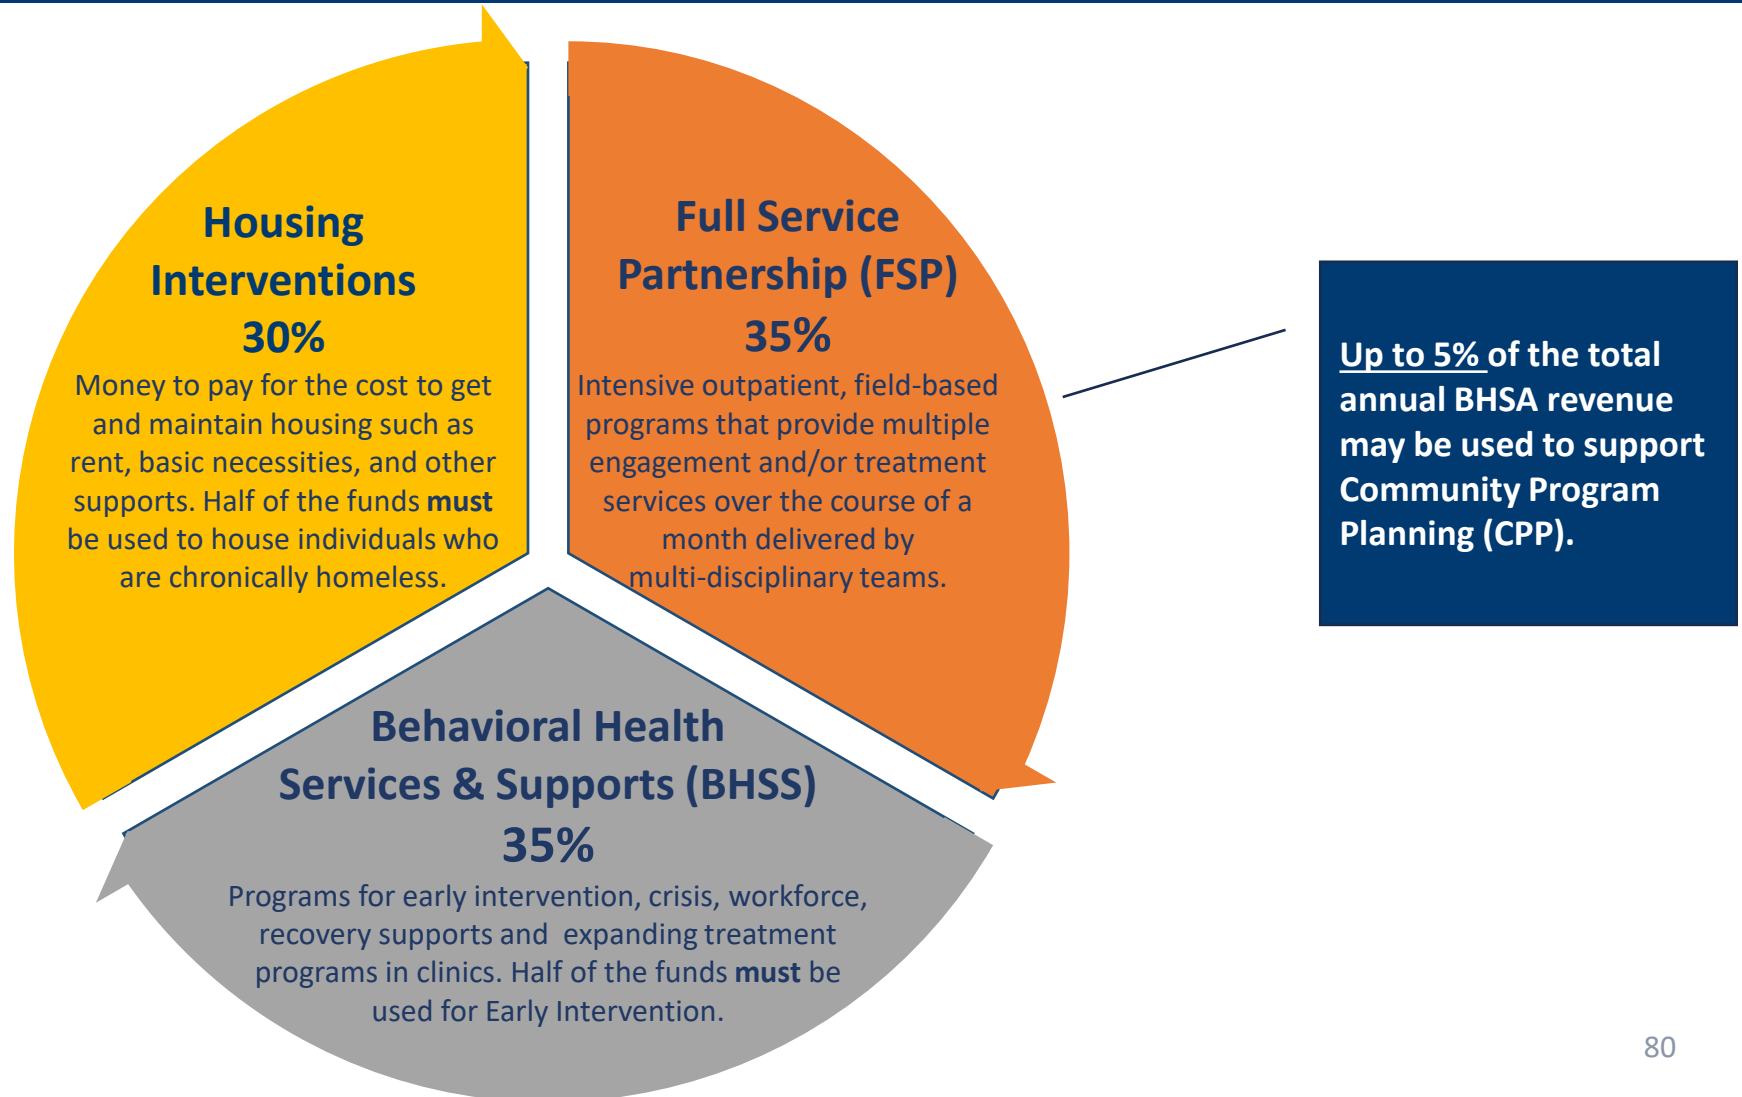 Housing
Interventions
30%
Money to pay for the cost to get
and maintain housing such as
rent, basic necessities, and other
supports. Half of the funds must
be used to house individuals who
are chronically homeless.
Full Service
Partnership (FSP)
35%
Intensive outpatient, field-based
programs that provide multiple
engagement and/or treatment
services over the course of a
month delivered by
multi-disciplinary teams.
Behavioral Health
Services & Supports (BHSS)
35%
Programs for early intervention, crisis, workforce,
recovery supports and  expanding treatment
programs in clinics. Half of the funds must be
used for Early Intervention.
Up to 5% of the total
annual BHSA revenue
may be used to support
Community Program
Planning (CPP).
80